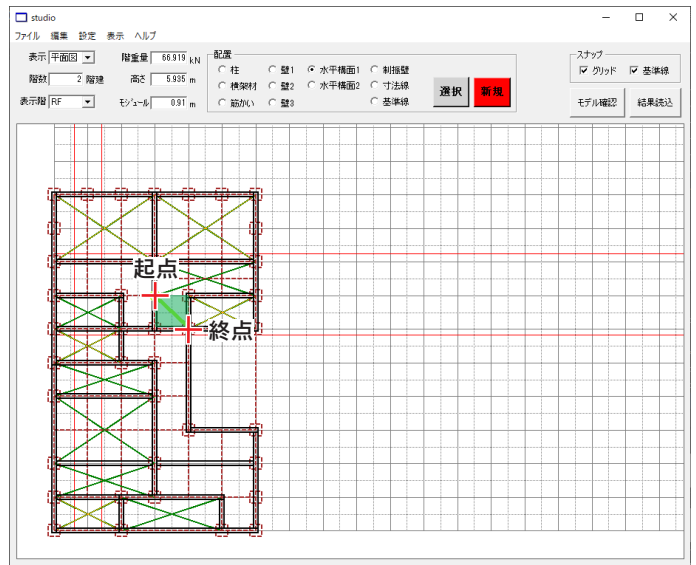 studio
ファイル 編集 設定 表示 ヘルプ
表示 平面図 階重量 66.919 kN 配置 スナップ
柱 壁1 水平構面1 制振壁 グリッド 基準線
階数 2 階建 高さ 5.935 m
横架材 壁2 水平構面2 寸法線 選択 新規
表示階 RF ﾓｼﾞｭｰﾙ 0.91 m 筋かい 壁3 基準線 モデル確認 結果読込
起点
終点